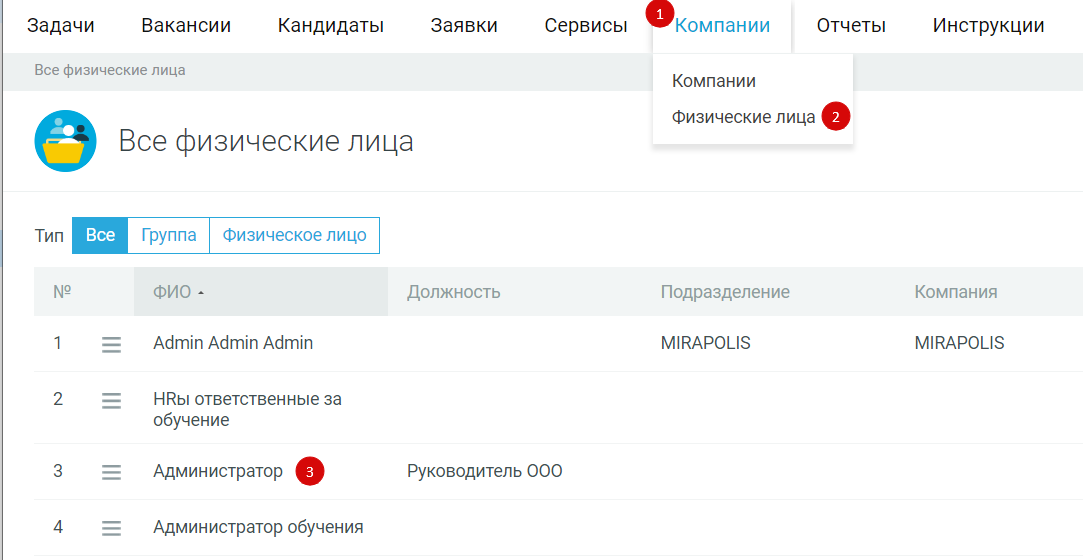 Задачи Вакансии Кандидаты Заявки Сервисы 1 Компании Отчеты Инструкции
Все физические лица
Компании
Физические лица 2
Все физические лица
Тип Все Группа Физическое лицо
№ ФИО Должность Подразделение Компания
1 Admin Admin Admin MIRAPOLIS MIRAPOLIS
2 HRы ответственные за
обучение
3 Администратор 3 Руководитель ООО
4 Администратор обучения